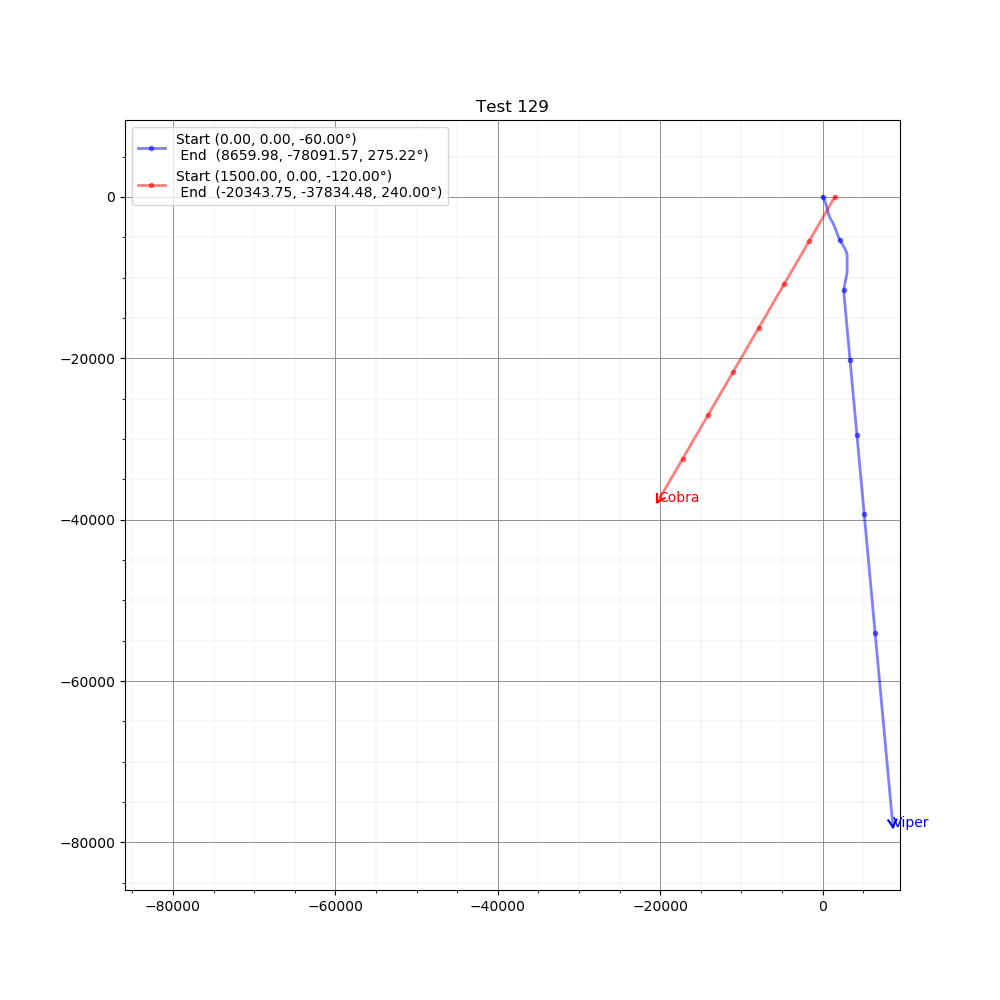 Test 129
Start (0.00, 0.00, -60.00°)
End  (8659.98, -78091.57, 275.22°)
Start (1500.00, 0.00, -120.00°)
End  (-20343.75, -37834.48, 240.00°)
0
−20000
−40000
−60000
−80000
Cobra
Viper
−80000
−60000
−40000
−20000
0